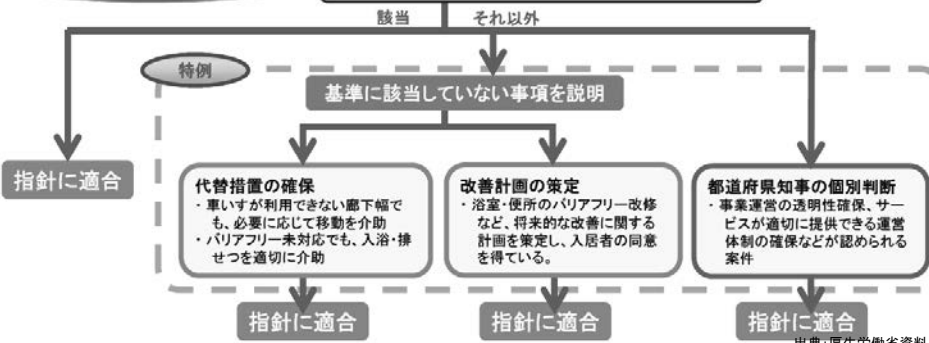 該当
それ以外
特例
基準に該当していない事項を説明
指針に適合
代替措置の確保
・車いすが利用できない廊下幅で
も、必要に応じて移動を介助
・バリアフリー未対応でも、入浴・排
せつを適切に介助
改善計画の策定
・浴室・便所のバリアフリー改修
など、将来的な改善に関する
計画を策定し、入居者の同意
を得ている。
都道府県知事の個別判断
・事業運営の透明性確保、サー
ビスが適切に提供できる運営
体制の確保などが認められる
案件
指針に適合
指針に適合
指針に適合
出典:厚生労働省資料